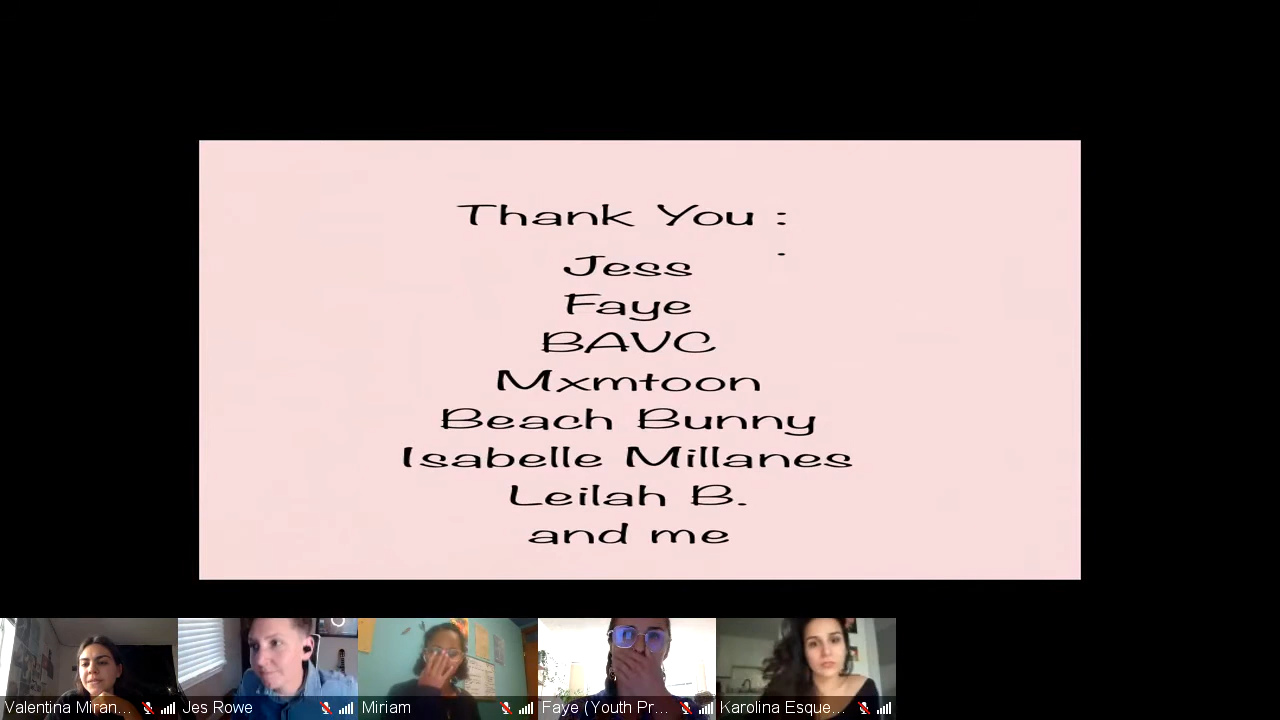 Thank You :
Jess
Faye
BAVC
Mxmtoon
Beach Bunny
Isabelle Millanes
Leilah B.
and me
Valentina Miran...
Jes Rowe
Miriam
Faye (Youth Pr...
Karolina Esque...